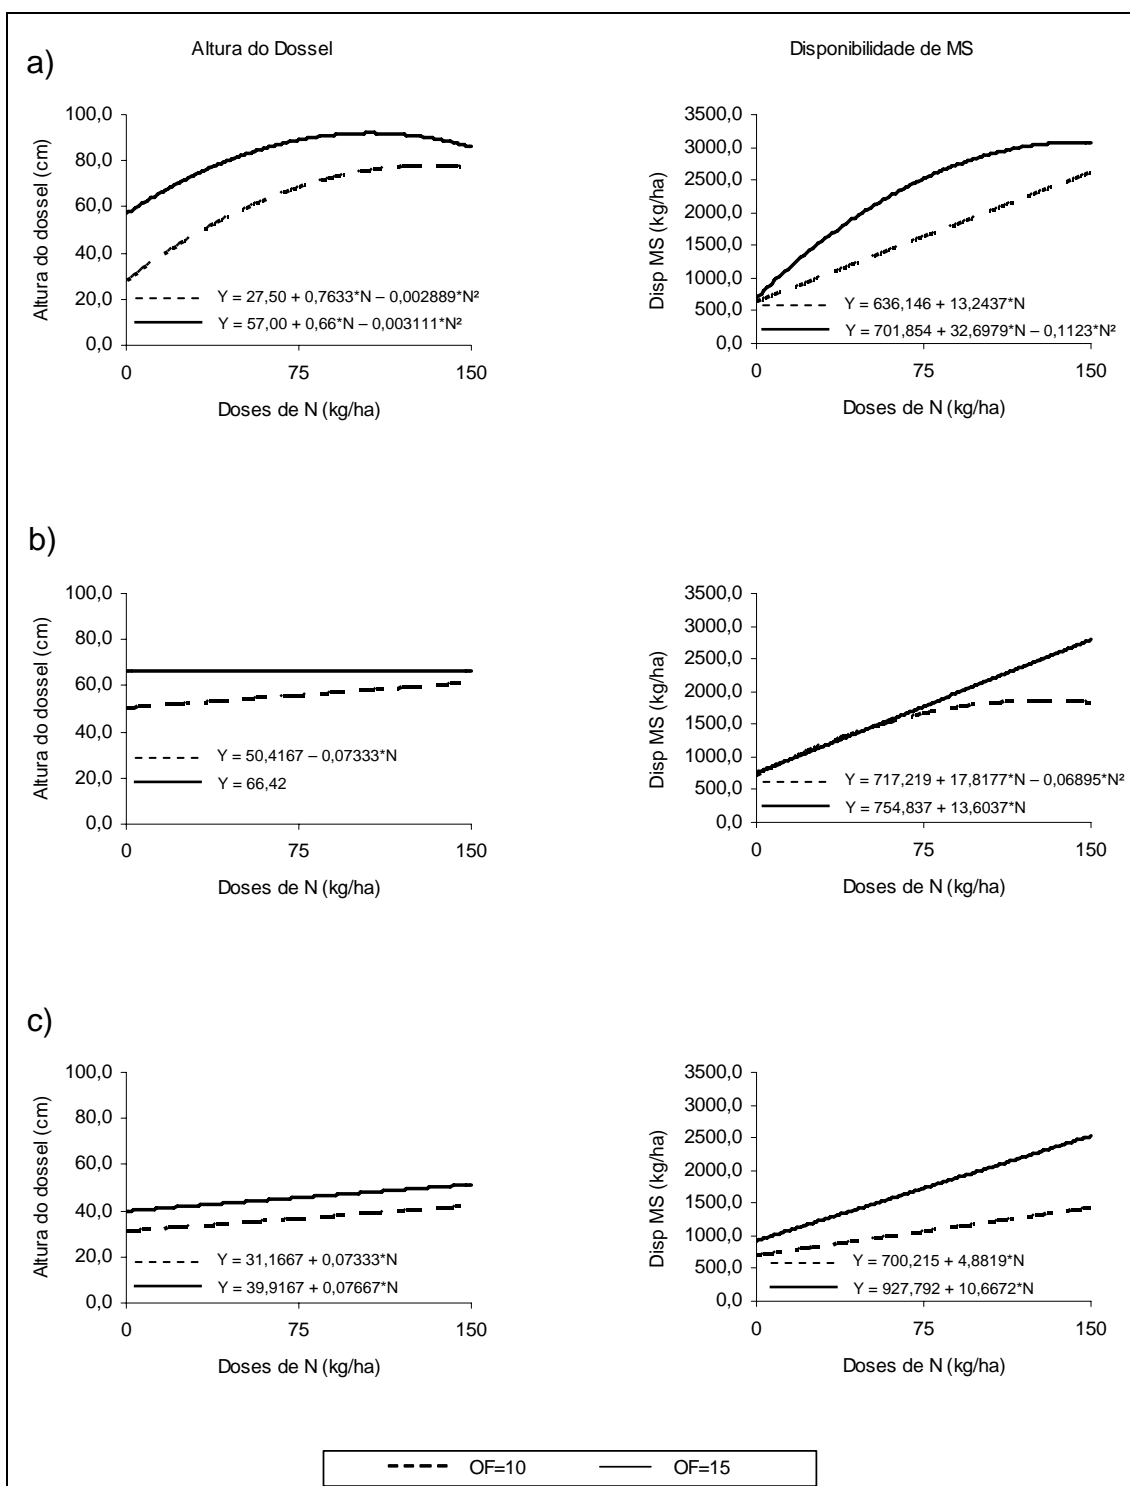 Altura do Dossel
Disponibilidade de MS
a)
Altura do dossel (cm)
100,0
80,0
60,0
40,0
20,0
0,0
Y = 27,50 + 0,7633*N – 0,002889*N²
Y = 57,00 + 0,66*N – 0,003111*N²
0 75 150
Doses de N (kg/ha)
Disp MS (kg/ha)
3500,0
3000,0
2500,0
2000,0
1500,0
1000,0
500,0
0,0
Y = 636,146 + 13,2437*N
Y = 701,854 + 32,6979*N – 0,1123*N²
0 75 150
Doses de N (kg/ha)
b)
Altura do dossel (cm)
100,0
80,0
60,0
40,0
20,0
0,0
Y = 50,4167 – 0,07333*N
Y = 66,42
0 75 150
Doses de N (kg/ha)
Disp MS (kg/ha)
3500,0
3000,0
2500,0
2000,0
1500,0
1000,0
500,0
0,0
Y = 717,219 + 17,8177*N – 0,06895*N²
Y = 754,837 + 13,6037*N
0 75 150
Doses de N (kg/ha)
c)
Altura do dossel (cm)
100,0
80,0
60,0
40,0
20,0
0,0
Y = 31,1667 + 0,07333*N
Y = 39,9167 + 0,07667*N
0 75 150
Doses de N (kg/ha)
Disp MS (kg/ha)
3500,0
3000,0
2500,0
2000,0
1500,0
1000,0
500,0
0,0
Y = 700,215 + 4,8819*N
Y = 927,792 + 10,6672*N
0 75 150
Doses de N (kg/ha)
OF=10 OF=15